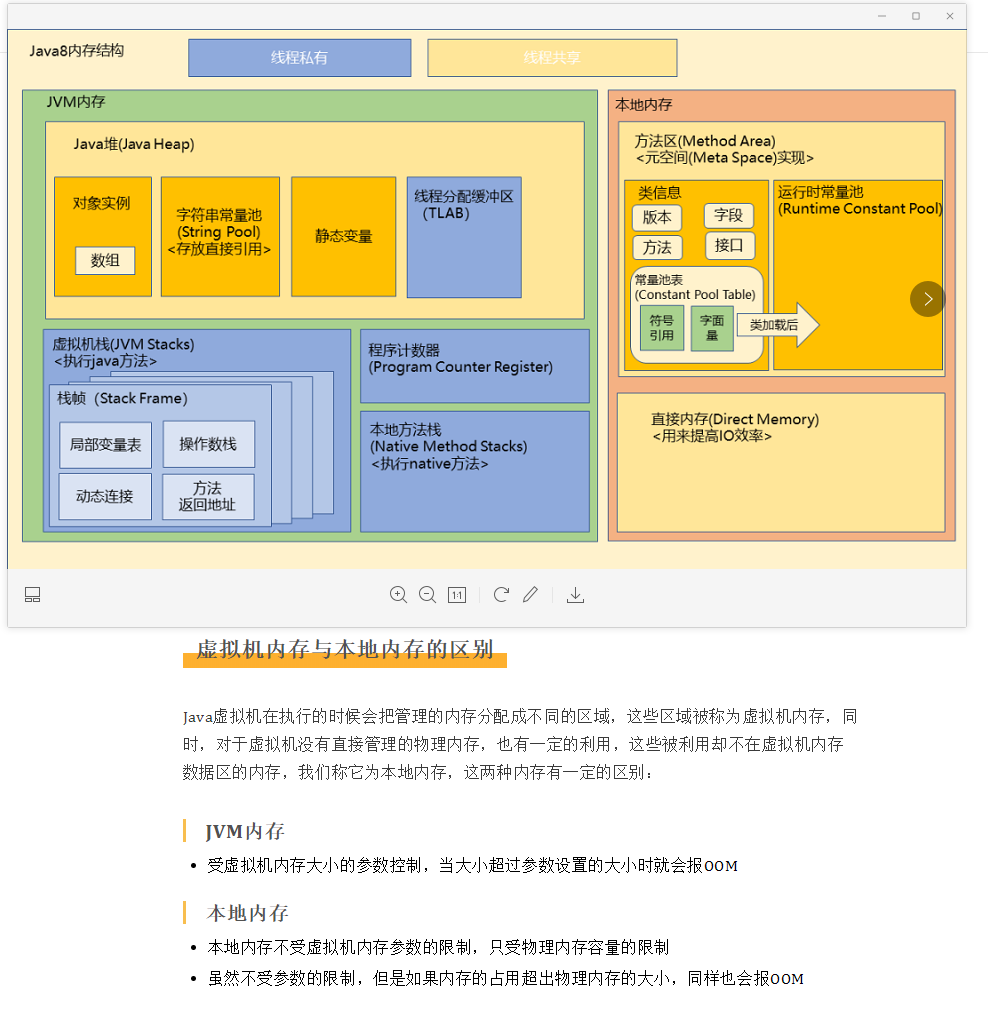 Java8内存结构
线程私有
线程共享
JVM内存
Java堆(Java Heap)
对象实例
数组
字符串常量池
(String Pool)
<存放直接引用>
静态变量
线程分配缓冲区
(TLAB)
虚拟机栈(JVM Stacks)
<执行java方法>
栈帧（Stack Frame）
局部变量表
操作数栈
动态连接
方法
返回地址
程序计数器
(Program Counter Register)
本地方法栈
(Native Method Stacks)
<执行native方法>
本地内存
方法区(Method Area)
<元空间(Meta Space)实现>
类信息
版本
字段
方法
接口
常量池表
(Constant Pool Table)
符号
引用
字面
量
类加载后
运行时常量池
(Runtime Constant Pool)
直接内存(Direct Memory)
<用来提高IO效率>
1:1
虚拟机内存与本地内存的区别
Java虚拟机在执行的时候会把管理的内存分配成不同的区域，这些区域被称为虚拟机内存，同
时，对于虚拟机没有直接管理的物理内存，也有一定的利用，这些被利用却不在虚拟机内存
数据区的内存，我们称它为本地内存，这两种内存有一定的区别：
JVM内存
• 受虚拟机内存大小的参数控制，当大小超过参数设置的大小时就会报OOM
本地内存
• 本地内存不受虚拟机内存参数的限制，只受物理内存容量的限制
• 虽然不受参数的限制，但是如果内存的占用超出物理内存的大小，同样也会报OOM